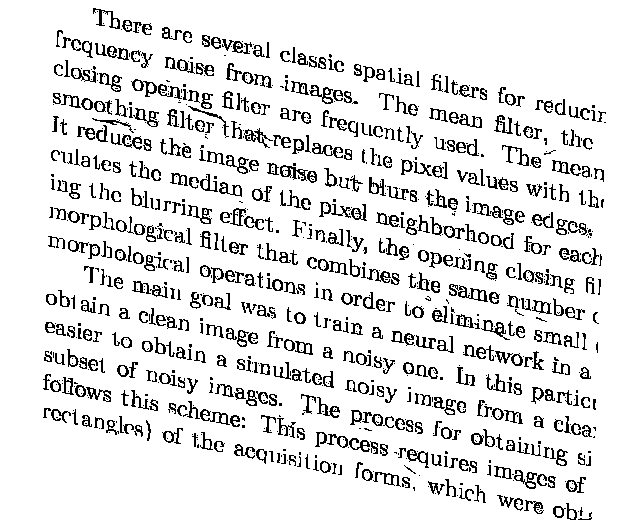 There are several classic spatial filters for reducin
frequency noise from images. The mean filter, the
closing opening filter are frequently used. The mean
smoothing filter that replaces the pixel values with the
It reduces the image noise but blurs the image edges.
culates the median of the pixel neighborhood for each
ing the blurring effect. Finally, the opening closing fil
morphological filter that combines the same number o
morphological operations in order to eliminate small
The main goal was to train a neural network in a
obtain a clean image from a noisy one. In this partic
easier to obtain a simulated noisy image from a clea
subset of noisy images. The process for obtaining si
follows this scheme: This process requires images of
rectangles) of the acquisition forms, which were obt